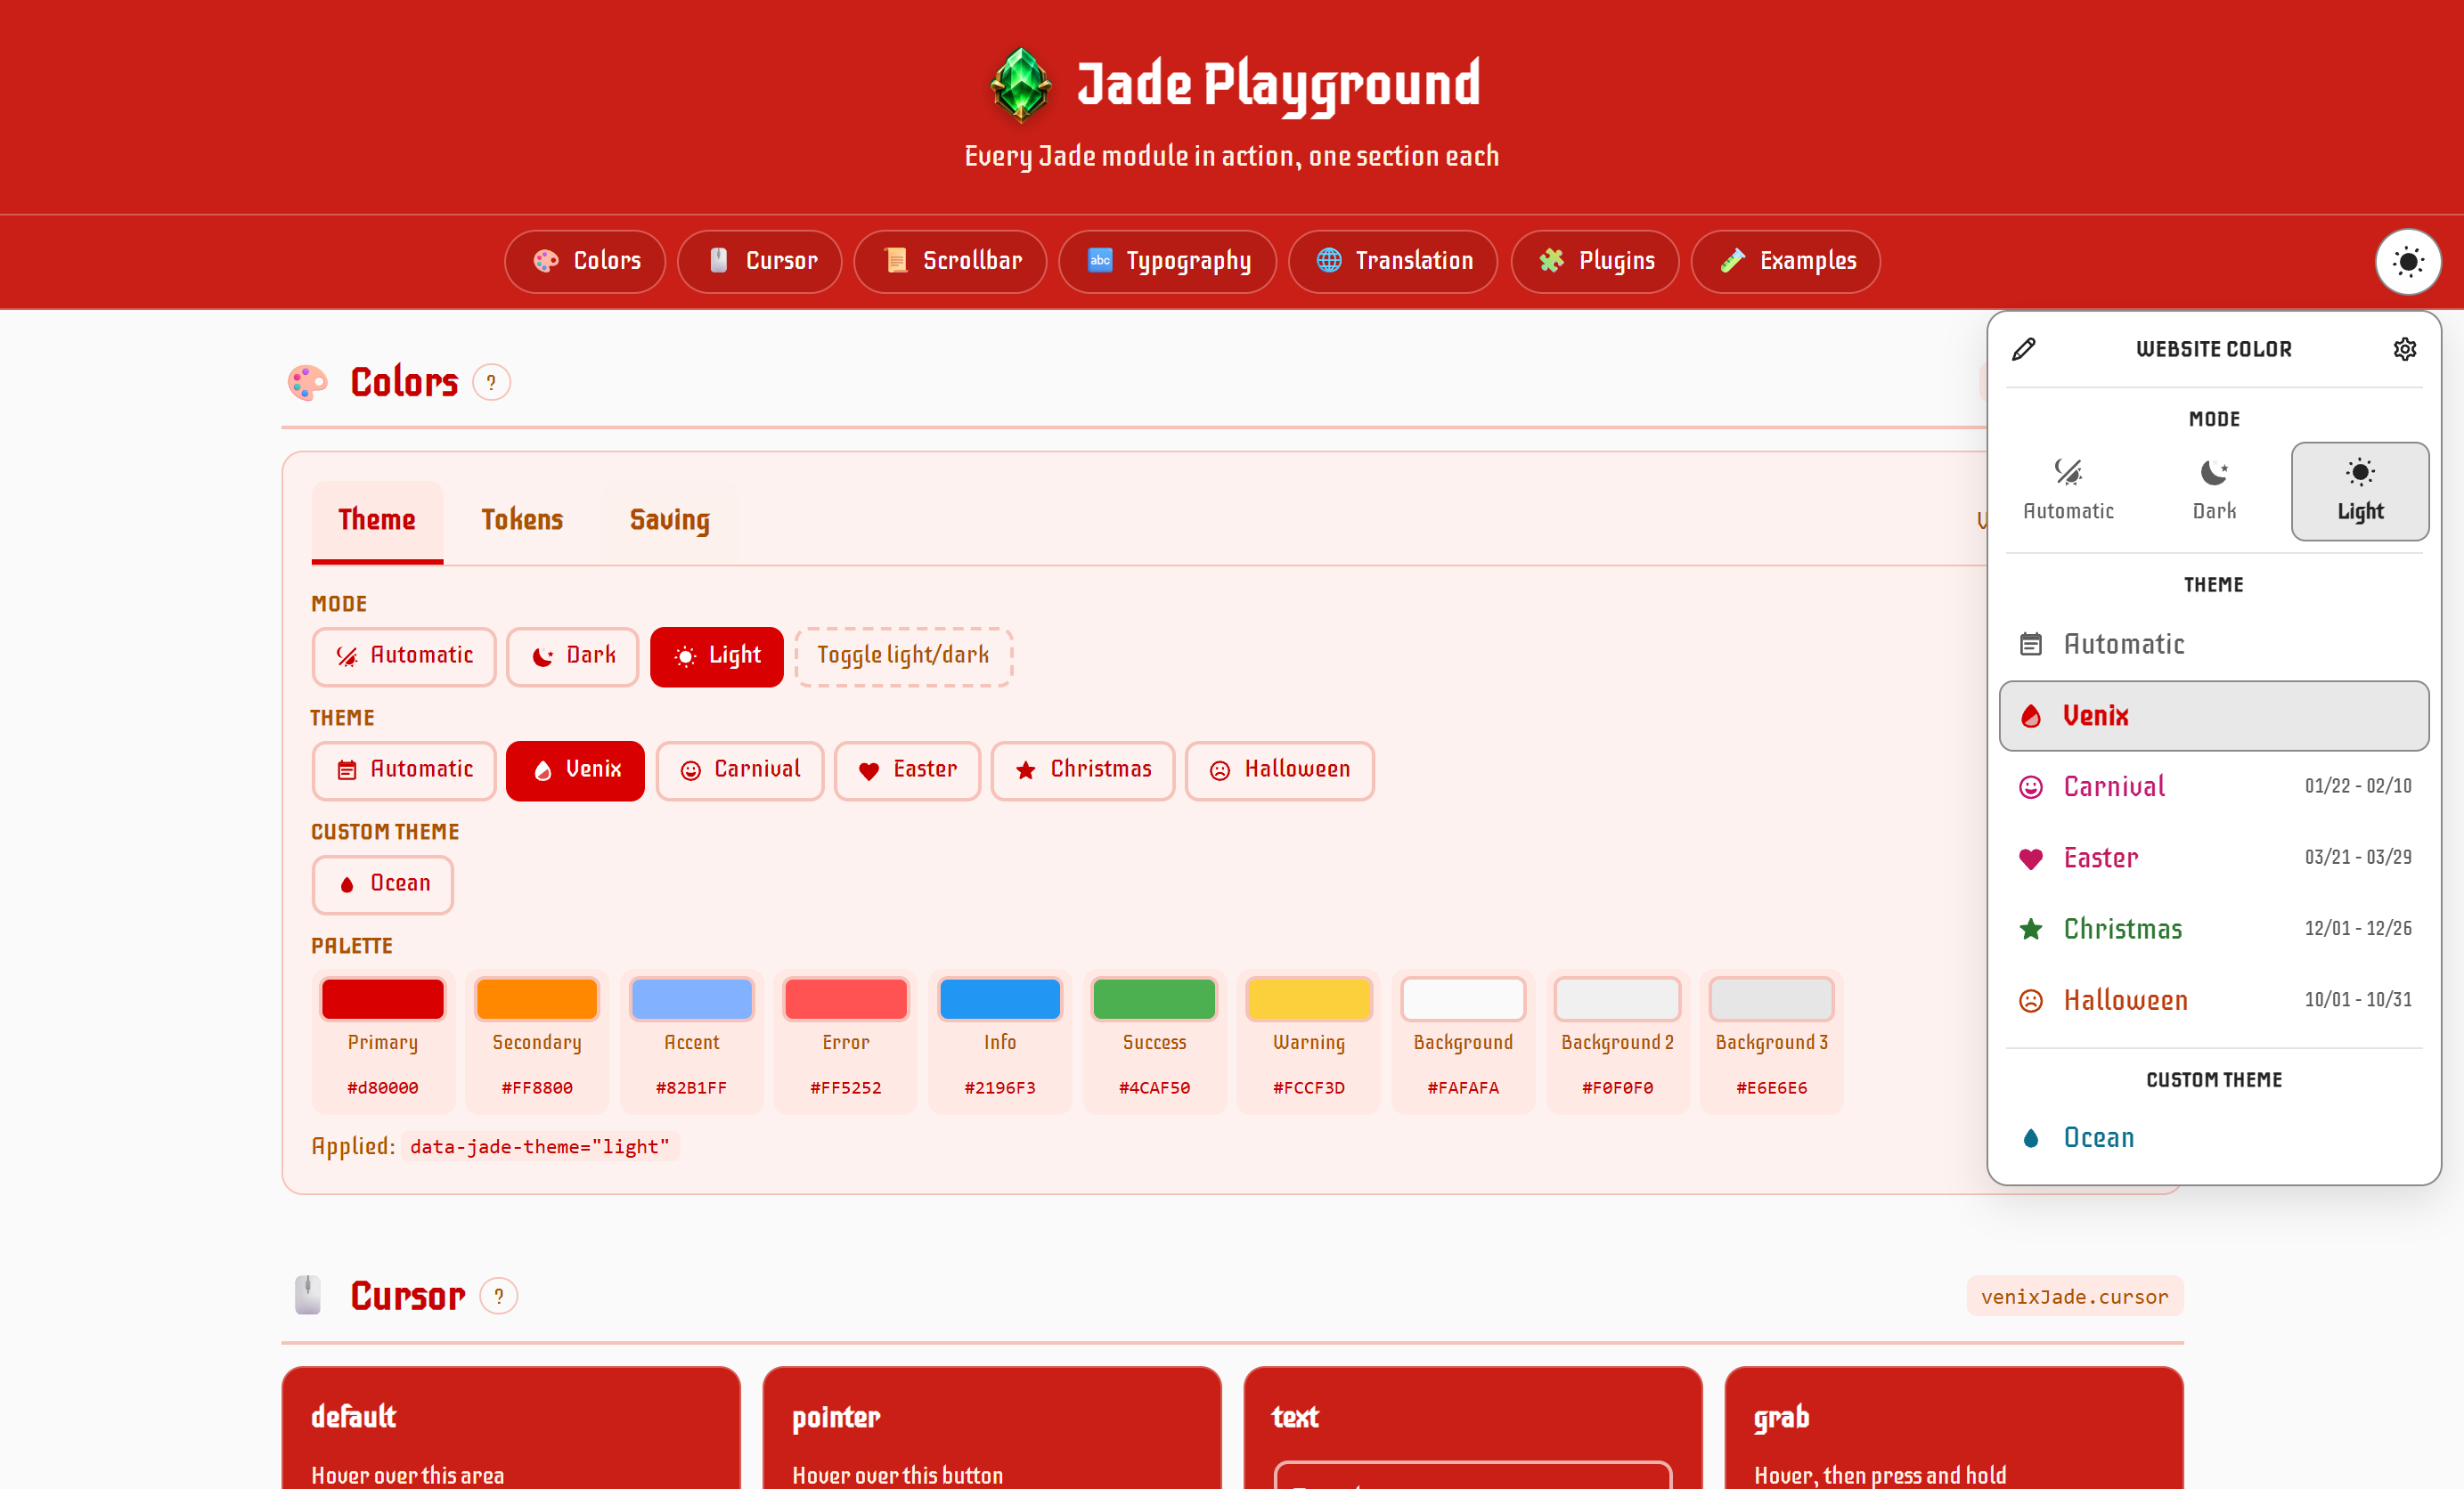 Jade Playground
Every Jade module in action, one section each
Colors
Cursor
Scrollbar
abc
Typography
Translation
Plugins
Examples
Colors
?
Theme
Tokens
Saving
MODE
Automatic
Dark
Light
Toggle light/dark
THEME
Automatic
Venix
Carnival
Easter
Christmas
Halloween
CUSTOM THEME
Ocean
PALETTE
Primary
#d80000
Secondary
#FF8800
Accent
#82B1FF
Error
#FF5252
Info
#2196F3
Success
#4CAF50
Warning
#FCCF3D
Background
#FAFAFA
Background 2
#F0F0F0
Background 3
#E6E6E6
Applied: data-jade-theme="light"
WEBSITE COLOR
MODE
Automatic
Dark
Light
THEME
Automatic
Venix
Carnival 01/22 - 02/10
Easter 03/21 - 03/29
Christmas 12/01 - 12/26
Halloween 10/01 - 10/31
CUSTOM THEME
Ocean
Cursor
?
venixJade.cursor
default
Hover over this area
pointer
Hover over this button
text
grab
Hover, then press and hold